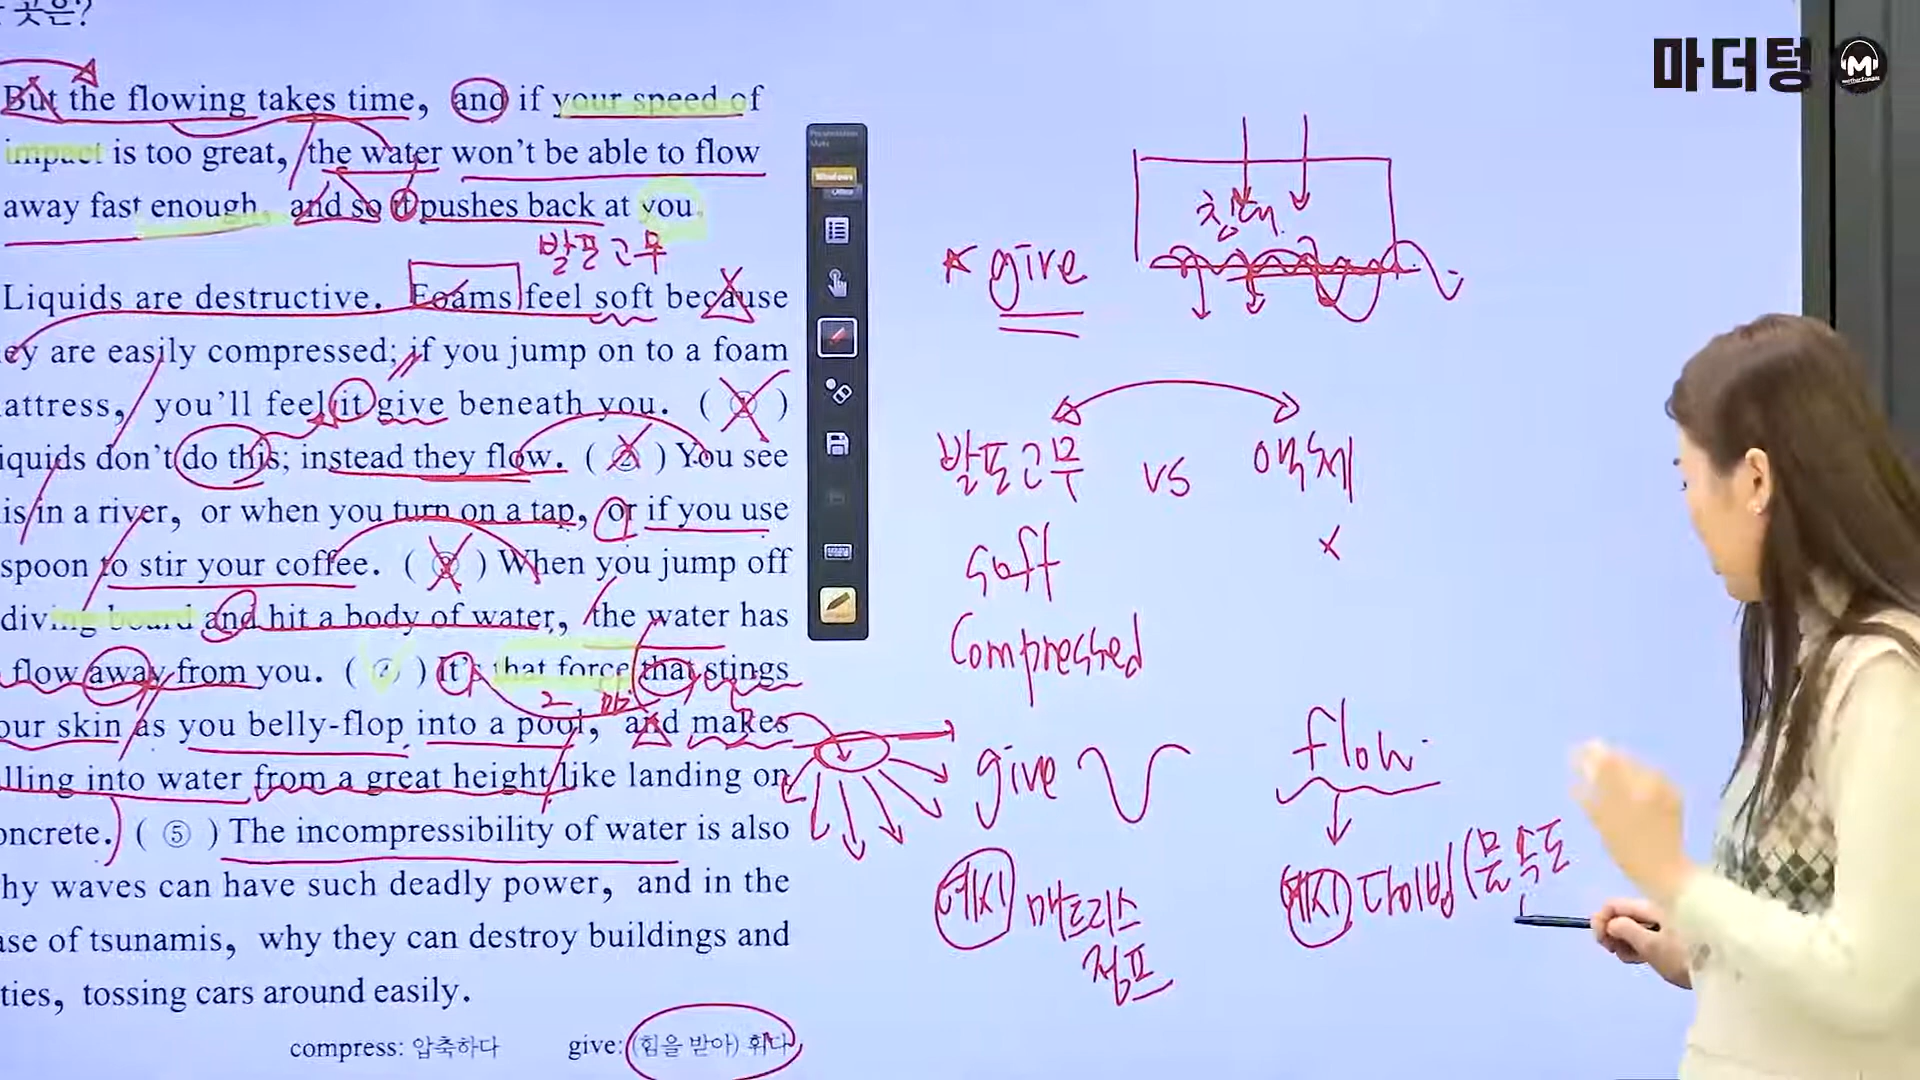 곳은?
마더텅
But the flowing takes time, and if your speed of
impact is too great, the water won't be able to flow
away fast enough, and so it pushes back at you.
발포고무
Liquids are destructive. Foams feel soft because
ey are easily compressed; if you jump on to a foam
attress, you'll feel it give beneath you. ( ① )
iquids don't do this; instead they flow. ( ② ) You see
is in a river, or when you turn on a tap, or if you use
spoon to stir your coffee. ( ③ ) When you jump off
diving board and hit a body of water, the water has
flow away from you. ( ④ ) It's that force that stings
our skin as you belly-flop into a pool, and makes
lling into water from a great height like landing on
oncrete. ( ⑤ ) The incompressibility of water is also
hy waves can have such deadly power, and in the
ase of tsunamis, why they can destroy buildings and
ties, tossing cars around easily.
compress: 압축하다 give: (힘을 받아) 휘다
침대
give
발포고무 vs 액체
soft x
Compressed
give flow
예시 매트리스 점프
예시 다이빙 (물 속도